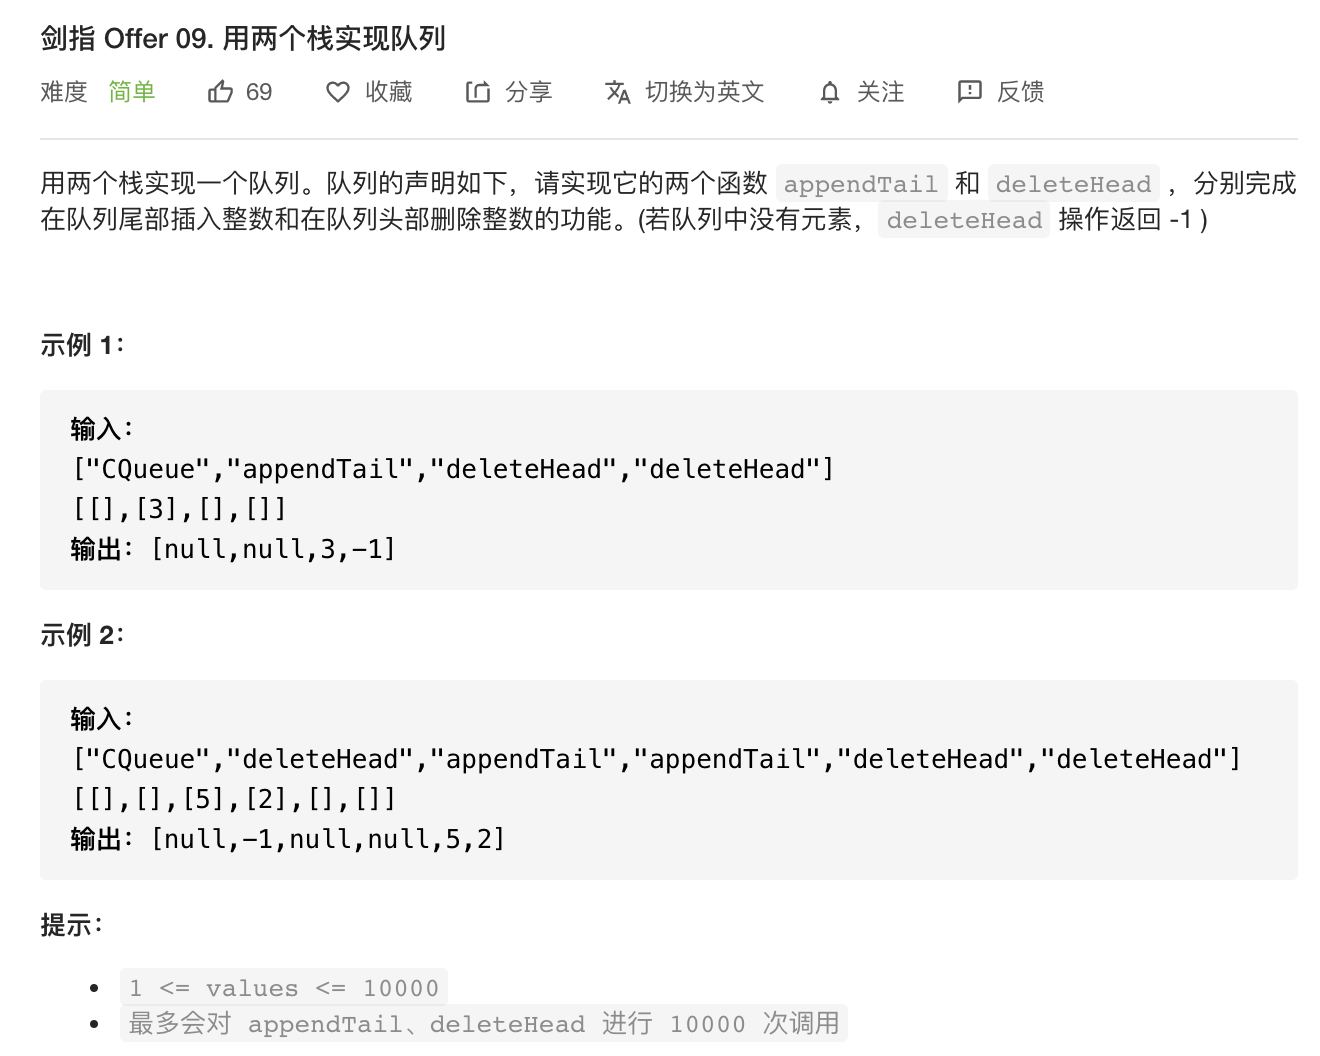 剑指 Offer 09. 用两个栈实现队列
难度 简单 69 收藏 分享 切换为英文 关注 反馈
用两个栈实现一个队列。队列的声明如下，请实现它的两个函数 appendTail 和 deleteHead ，分别完成
在队列尾部插入整数和在队列头部删除整数的功能。(若队列中没有元素，deleteHead 操作返回 -1 )
示例 1：
输入：
["CQueue","appendTail","deleteHead","deleteHead"]
[[],[3],[],[]]
输出：[null,null,3,-1]
示例 2：
输入：
["CQueue","deleteHead","appendTail","appendTail","deleteHead","deleteHead"]
[[],[],[5],[2],[],[]]
输出：[null,-1,null,null,5,2]
提示：
• 1 <= values <= 10000
• 最多会对 appendTail、deleteHead 进行 10000 次调用